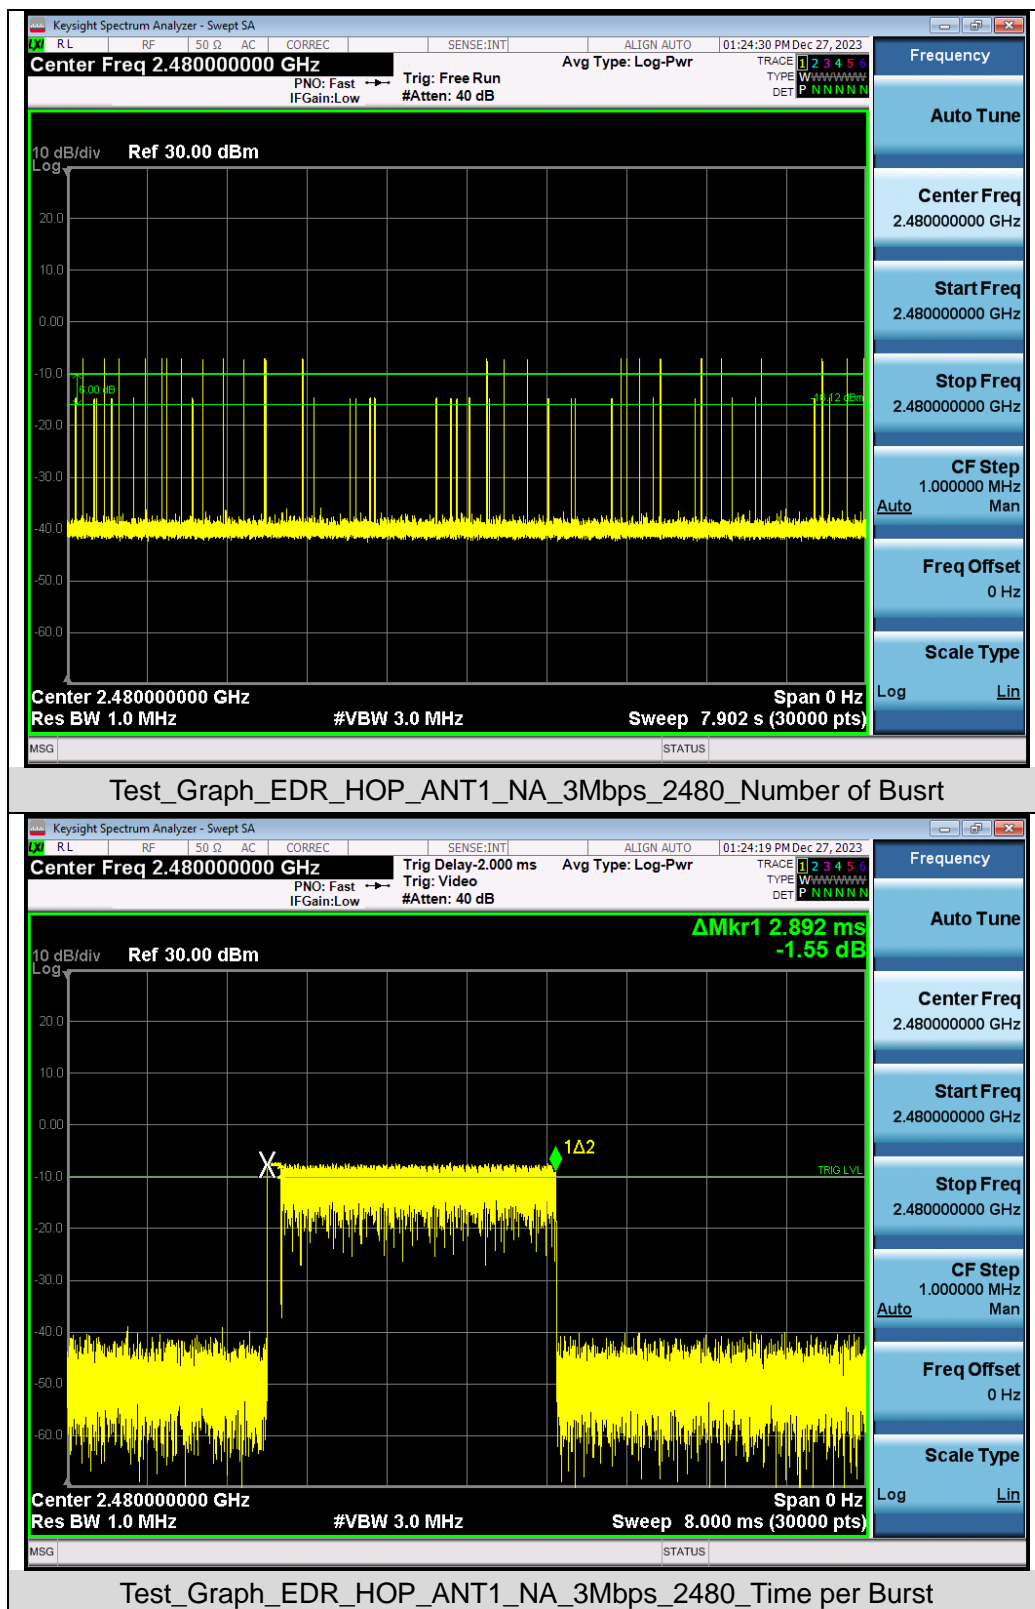 Keysight Spectrum Analyzer - Swept SA
LXI RL RF 50 Ω AC CORREC SENSE:INT ALIGN AUTO 01:24:30 PM Dec 27, 2023
Center Freq 2.480000000 GHz
PNO: Fast
IFGain:Low
Trig: Free Run
#Atten: 40 dB
Avg Type: Log-Pwr
TRACE 1 2 3 4 5 6
TYPE W
DET P N N N N N
10 dB/div
Log
Ref 30.00 dBm
20.0
10.0
0.00
-10.0
6.00 dB
-16.12 dBm
-20.0
-30.0
-40.0
-50.0
-60.0
Center 2.480000000 GHz
Span 0 Hz
Res BW 1.0 MHz
#VBW 3.0 MHz
Sweep 7.902 s (30000 pts)
MSG
STATUS
Frequency
Auto Tune
Center Freq
2.480000000 GHz
Start Freq
2.480000000 GHz
Stop Freq
2.480000000 GHz
CF Step
1.000000 MHz
Auto Man
Freq Offset
0 Hz
Scale Type
Log Lin
Test_Graph_EDR_HOP_ANT1_NA_3Mbps_2480_Number of Busrt
Keysight Spectrum Analyzer - Swept SA
LXI RL RF 50 Ω AC CORREC SENSE:INT ALIGN AUTO 01:24:19 PM Dec 27, 2023
Center Freq 2.480000000 GHz
PNO: Fast
IFGain:Low
Trig Delay-2.000 ms
Trig: Video
#Atten: 40 dB
Avg Type: Log-Pwr
TRACE 1 2 3 4 5 6
TYPE W
DET P N N N N N
ΔMkr1 2.892 ms
-1.55 dB
10 dB/div
Log
Ref 30.00 dBm
20.0
10.0
0.00
1Δ2
-10.0
TRIG LVL
-20.0
-30.0
-40.0
-50.0
-60.0
Center 2.480000000 GHz
Span 0 Hz
Res BW 1.0 MHz
#VBW 3.0 MHz
Sweep 8.000 ms (30000 pts)
MSG
STATUS
Frequency
Auto Tune
Center Freq
2.480000000 GHz
Start Freq
2.480000000 GHz
Stop Freq
2.480000000 GHz
CF Step
1.000000 MHz
Auto Man
Freq Offset
0 Hz
Scale Type
Log Lin
Test_Graph_EDR_HOP_ANT1_NA_3Mbps_2480_Time per Burst